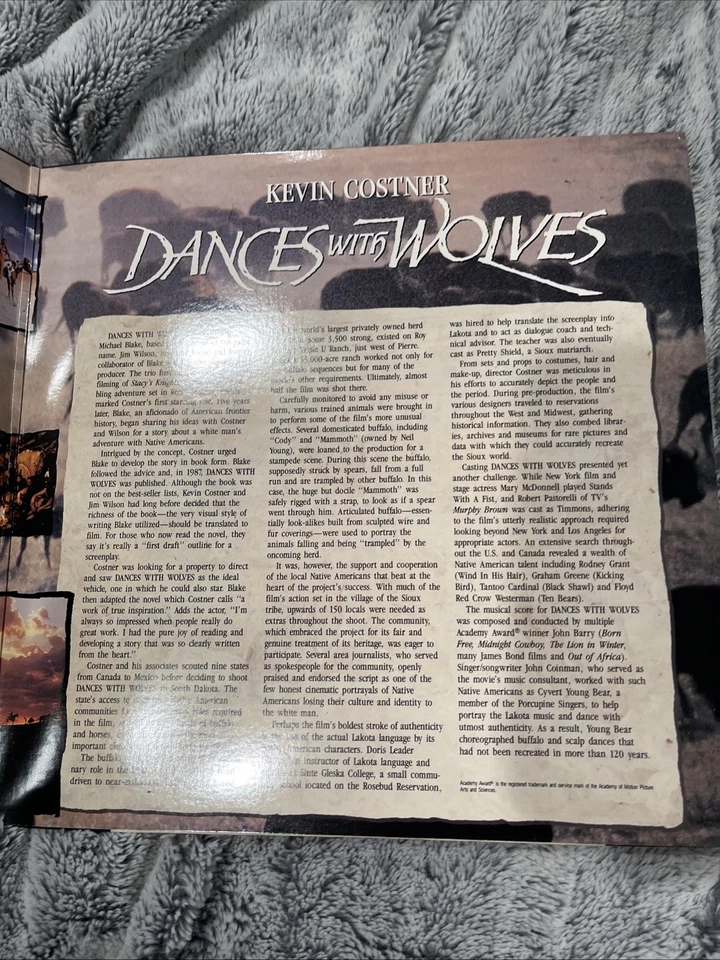 KEVIN COSTNER
DANCES WITH WOLVES
DANCES WITH
Michael Blake, based
name. Jim Wilson,
collaborator of Blake
producer. The trio first
filming of Stacy's
bling adventure set in
marked Costner's first starring role. Five years
later, Blake, an aficionado of American frontier
history, began sharing his ideas with Costner
and Wilson for a story about a white man's
adventure with Native Americans.
Intrigued by the concept, Costner urged
Blake to develop the story in book form. Blake
followed the advice and, in 1987, DANCES WITH
WOLVES was published. Although the book was
not on the best-seller lists, Kevin Costner and
Jim Wilson had long before decided that the
richness of the book—the very visual style of
writing Blake utilized—should be translated to
film. For those who now read the novel, they
say it's really a "first draft" outline for a
screenplay.
Costner was looking for a property to direct
and saw DANCES WITH WOLVES as the ideal
vehicle, one in which he could also star. Blake
then adapted the novel which Costner calls "a
work of true inspiration." Adds the actor, "I'm
always so impressed when people really do
great work. I had the pure joy of reading and
developing a story that was so clearly written
from the heart."
Costner and his associates scouted nine states
from Canada to Mexico before deciding to shoot
DANCES WITH WOLVES in South Dakota. The
state's access to American
communities required
in the film, of buffalo
and horses,
important
The buffalo
nary role in the
driven to
world's largest privately owned herd
some 3,500 strong, existed on Roy
Triple U Ranch, just west of Pierre.
55,000-acre ranch worked not only for
buffalo sequences but for many of the
other requirements. Ultimately, almost
half the film was shot there.
Carefully monitored to avoid any misuse or
harm, various trained animals were brought in
to perform some of the film's more unusual
effects. Several domesticated buffalo, including
"Cody" and "Mammoth" (owned by Neil
Young), were loaned to the production for a
stampede scene. During this scene the buffalo,
supposedly struck by spears, fall from a full
run and are trampled by other buffalo. In this
case, the huge but docile "Mammoth" was
safely rigged with a strap, to look as if a spear
went through him. Articulated buffalo—essen-
tially look-alikes built from sculpted wire and
fur coverings—were used to portray the
animals falling and being "trampled" by the
oncoming herd.
It was, however, the support and cooperation
of the local Native Americans that beat at the
heart of the project's success. With much of the
film's action set in the village of the Sioux
tribe, upwards of 150 locals were needed as
extras throughout the shoot. The community,
which embraced the project for its fair and
genuine treatment of its heritage, was eager to
participate. Several area journalists, who served
as spokespeople for the community, openly
praised and endorsed the script as one of the
few honest cinematic portrayals of Native
Americans losing their culture and identity to
the white man.
Perhaps the film's boldest stroke of authenticity
of the actual Lakota language by its
American characters. Doris Leader
instructor of Lakota language and
Sinte Gleska College, a small commu-
school located on the Rosebud Reservation,
was hired to help translate the screenplay into
Lakota and to act as dialogue coach and tech-
nical advisor. The teacher was also eventually
cast as Pretty Shield, a Sioux matriarch.
From sets and props to costumes, hair and
make-up, director Costner was meticulous in
his efforts to accurately depict the people and
the period. During pre-production, the film's
various designers traveled to reservations
throughout the West and Midwest, gathering
historical information. They also combed librar-
ies, archives and museums for rare pictures and
data with which they could accurately recreate
the Sioux world.
Casting DANCES WITH WOLVES presented yet
another challenge. While New York film and
stage actress Mary McDonnell played Stands
With A Fist, and Robert Pastorelli of TV's
Murphy Brown was cast as Timmons, adhering
to the film's utterly realistic approach required
looking beyond New York and Los Angeles for
appropriate actors. An extensive search through-
out the U.S. and Canada revealed a wealth of
Native American talent including Rodney Grant
(Wind In His Hair), Graham Greene (Kicking
Bird), Tantoo Cardinal (Black Shawl) and Floyd
Red Crow Westerman (Ten Bears).
The musical score for DANCES WITH WOLVES
was composed and conducted by multiple
Academy Award® winner John Barry (Born
Free, Midnight Cowboy, The Lion in Winter,
many James Bond films and Out of Africa).
Singer/songwriter John Coinman, who served as
the movie's music consultant, worked with such
Native Americans as Cyvert Young Bear, a
member of the Porcupine Singers, to help
portray the Lakota music and dance with
utmost authenticity. As a result, Young Bear
choreographed buffalo and scalp dances that
had not been recreated in more than 120 years.
Academy Award® is the registered trademark and service mark of the Academy of Motion Picture
Arts and Sciences.